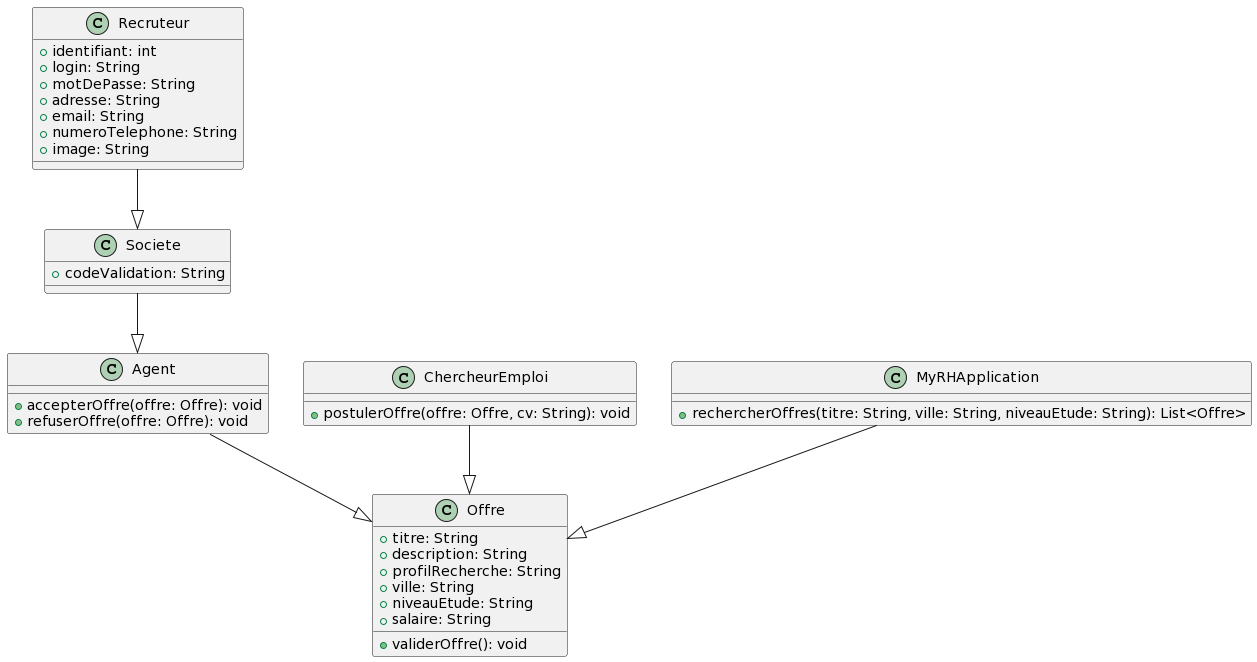 C Recruteur
identifiant: int
login: String
motDePasse: String
adresse: String
email: String
numeroTelephone: String
image: String
C Societe
codeValidation: String
C Agent
accepterOffre(offre: Offre): void
refuserOffre(offre: Offre): void
C ChercheurEmploi
postulerOffre(offre: Offre, cv: String): void
C MyRHApplication
rechercherOffres(titre: String, ville: String, niveauEtude: String): List<Offre>
C Offre
titre: String
description: String
profilRecherche: String
ville: String
niveauEtude: String
salaire: String
validerOffre(): void